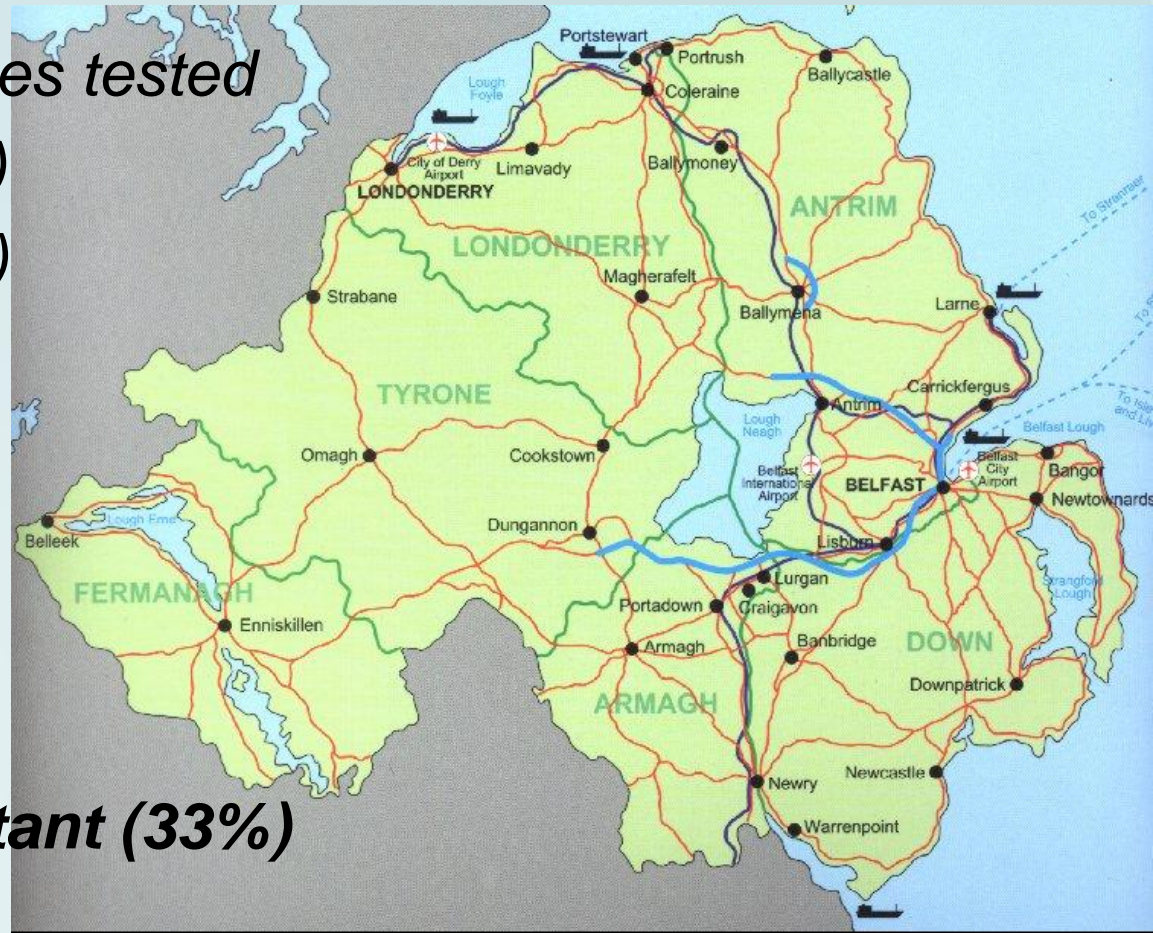 es tested
)
)
tant (33%)
Portstewart
Portrush
Ballycastle
Coleraine
Lough
Foyle
City of Derry
Airport
Limavady
Ballymoney
LONDONDERRY
ANTRIM
LONDONDERRY
To Stranraer
Magherafelt
Strabane
Ballymena
Larne
TYRONE
Carrickfergus
Antrim
Lough
Neagh
Belfast Lough
Omagh
Cookstown
Belfast
International
Airport
BELFAST
Belfast
City
Airport
Bangor
Newtownards
Lough Erne
Belleek
Dungannon
Lisburn
FERMANAGH
Lurgan
Strangford
Lough
Portadown
Craigavon
Enniskillen
Armagh
Banbridge
DOWN
Downpatrick
ARMAGH
Newry
Newcastle
Warrenpoint